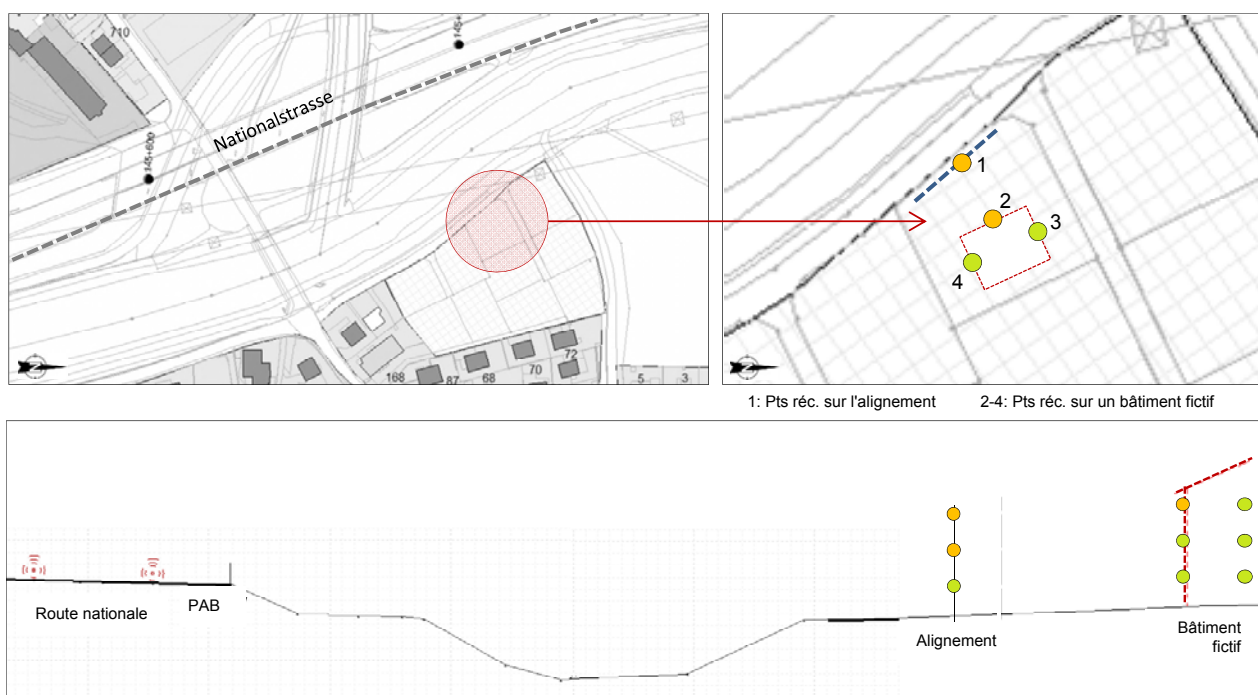 710
145+
Nationalstrasse
145+600
168
87
68
70
72
5
3
1
2
3
4
1: Pts réc. sur l'alignement
2-4: Pts réc. sur un bâtiment fictif
Route nationale
PAB
Alignement
Bâtiment
fictif